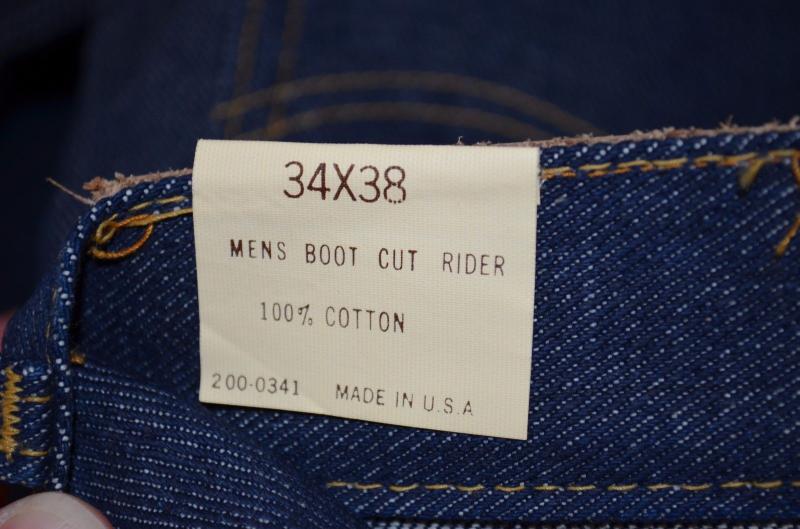 34X38
MENS BOOT CUT RIDER
100% COTTON
200-0341 MADE IN U.S.A